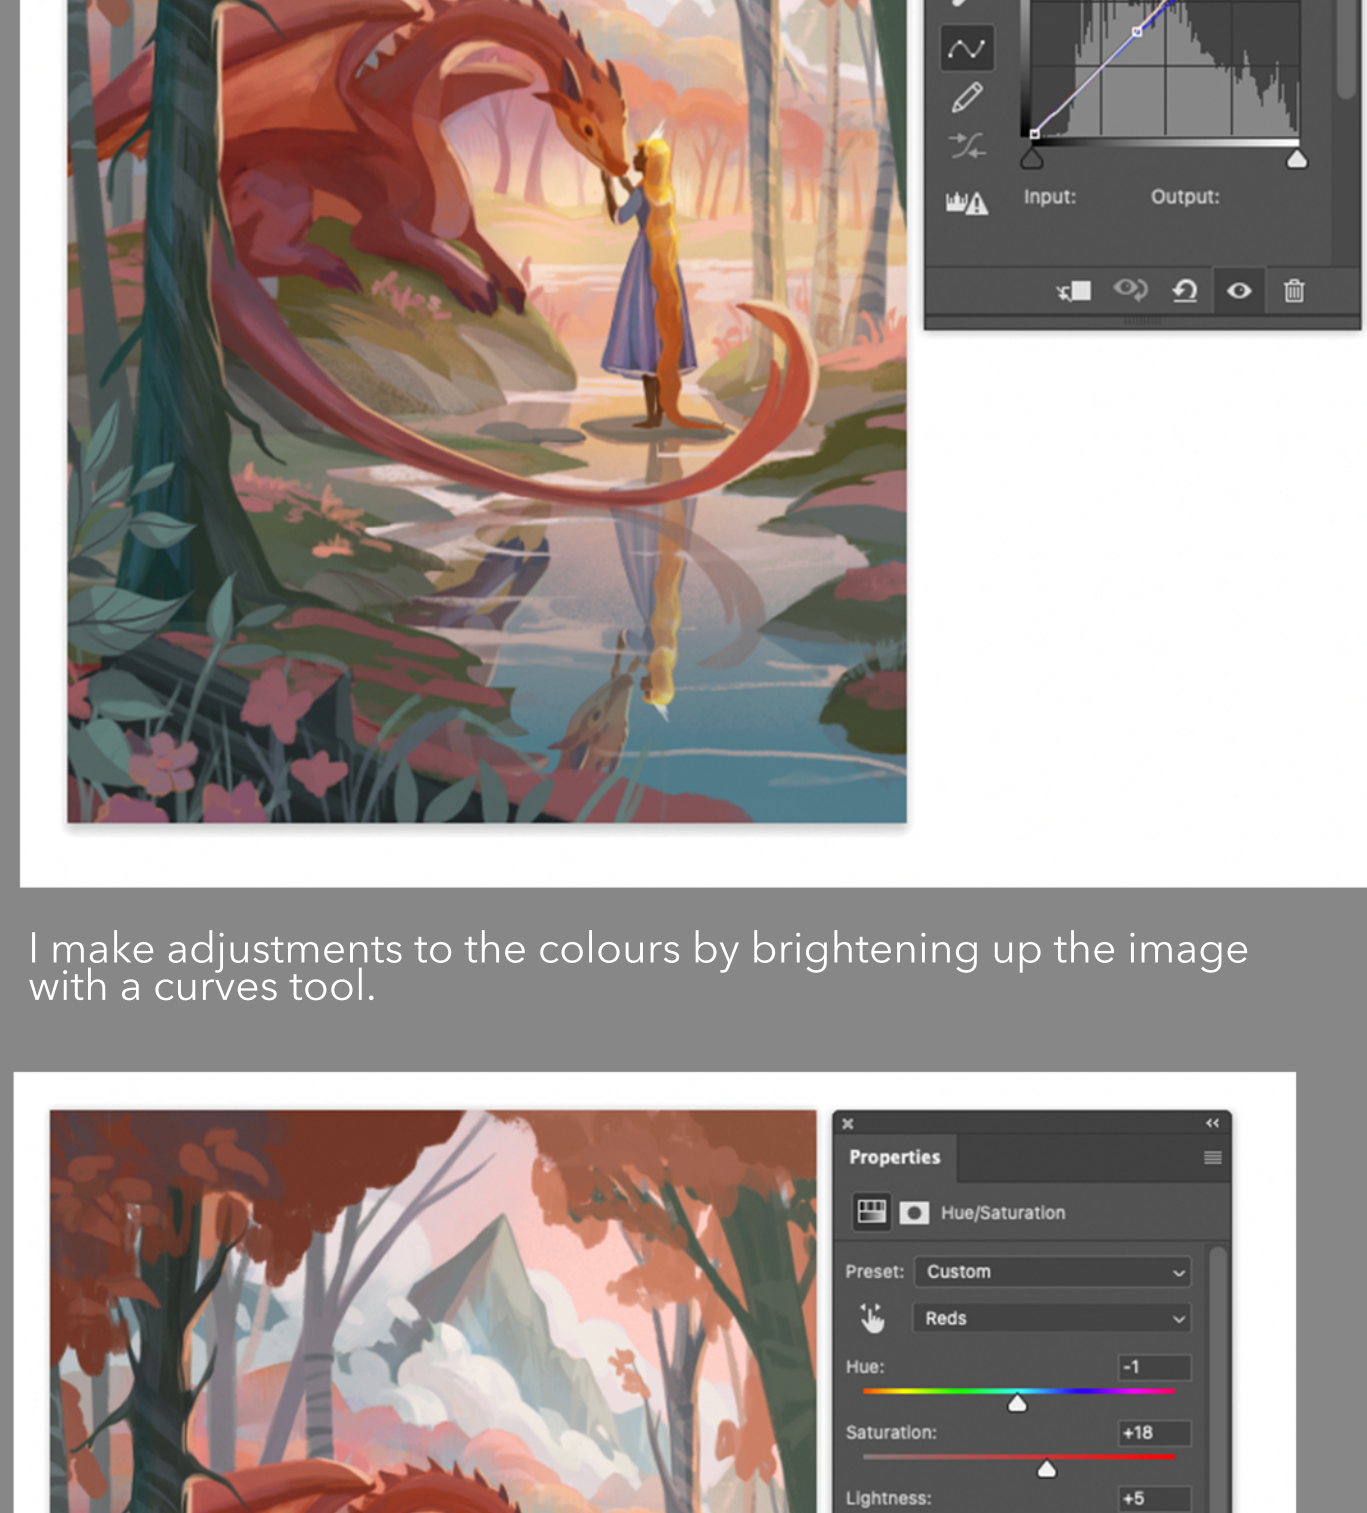 Input: Output:
I make adjustments to the colours by brightening up the image
with a curves tool.
Properties
Hue/Saturation
Preset: Custom
Reds
Hue: -1
Saturation: +18
Lightness: +5